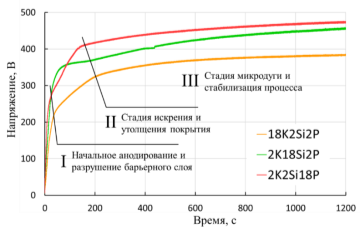 Напряжение, В
500
400
300
200
100
0
III Стадия микродуги и
стабилизация процесса
II
Стадия искрения и
утолщения покрытия
I Начальное анодирование и
разрушение барьерного слоя
18K2Si2P
2K18Si2P
2K2Si18P
0 200 400 600 800 1000 1200
Время, с